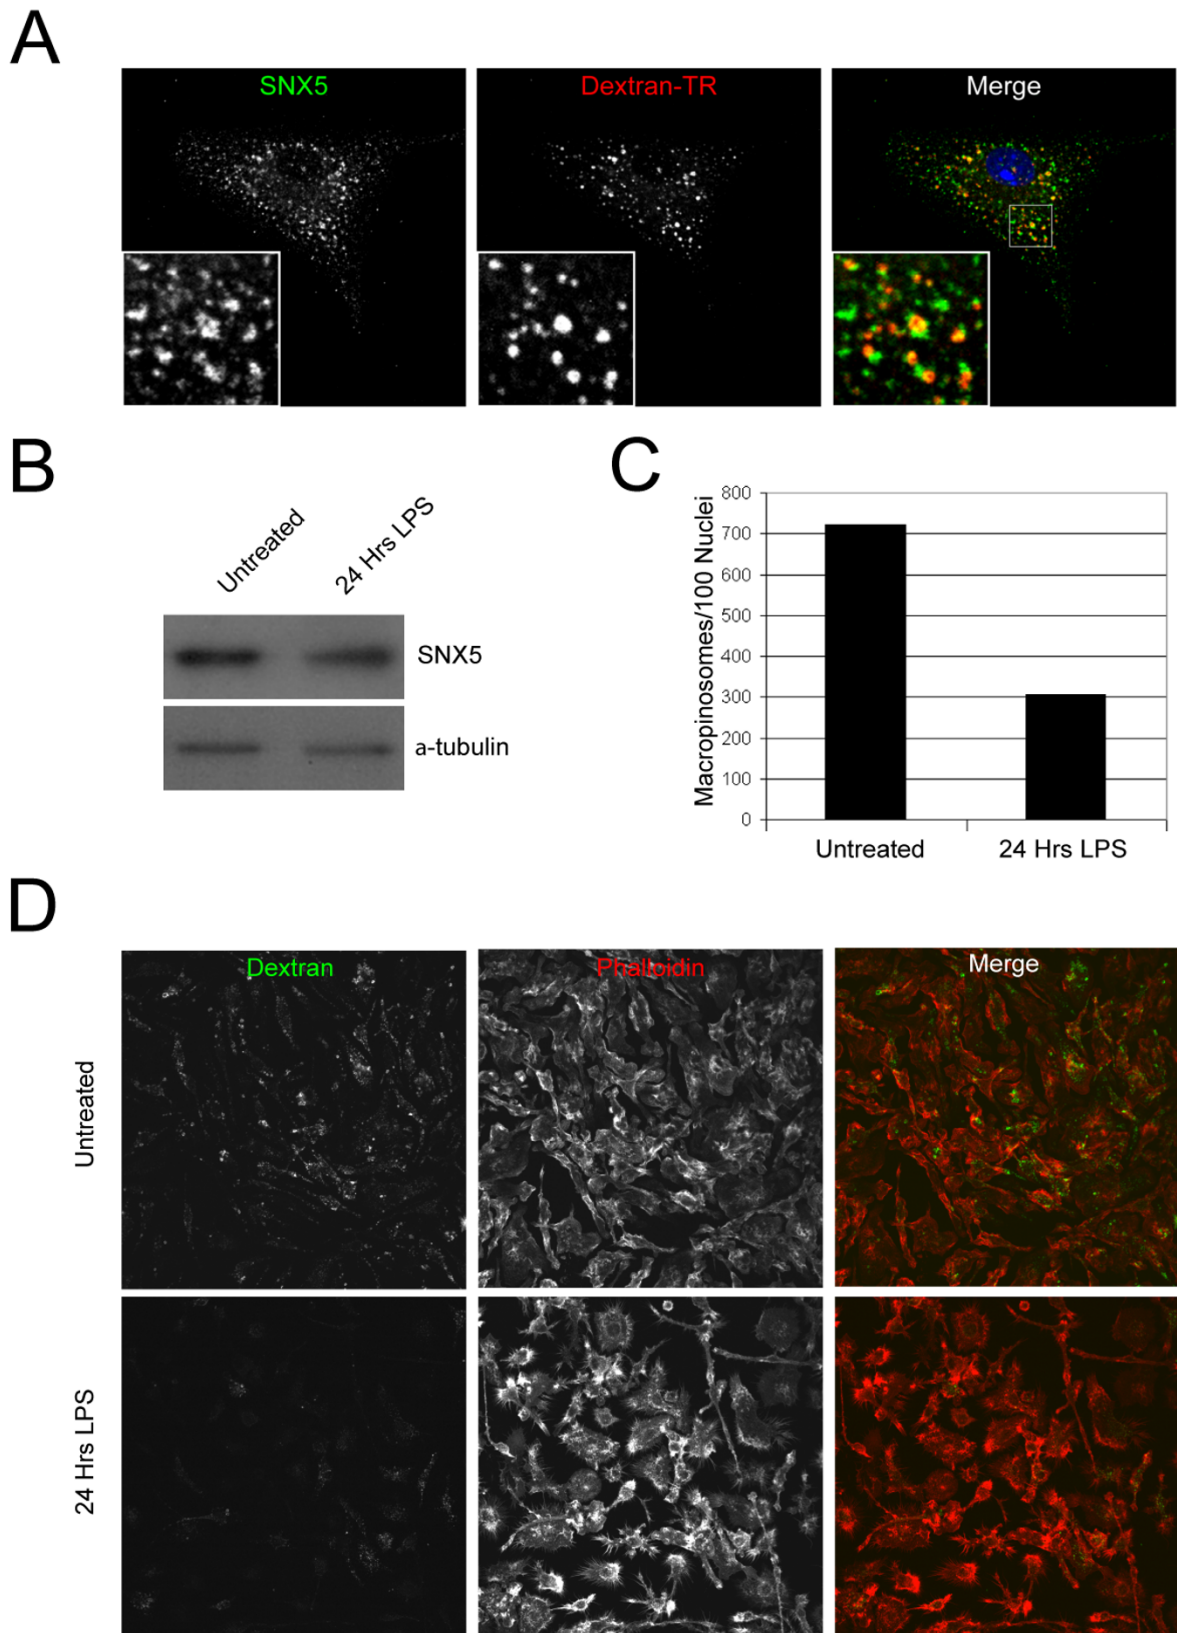 A
SNX5
Dextran-TR
Merge
B
Untreated
24 Hrs LPS
SNX5
a-tubulin
C
Macropinosomes/100 Nuclei
800
700
600
500
400
300
200
100
0
Untreated
24 Hrs LPS
D
Dextran
Phalloidin
Merge
Untreated
24 Hrs LPS